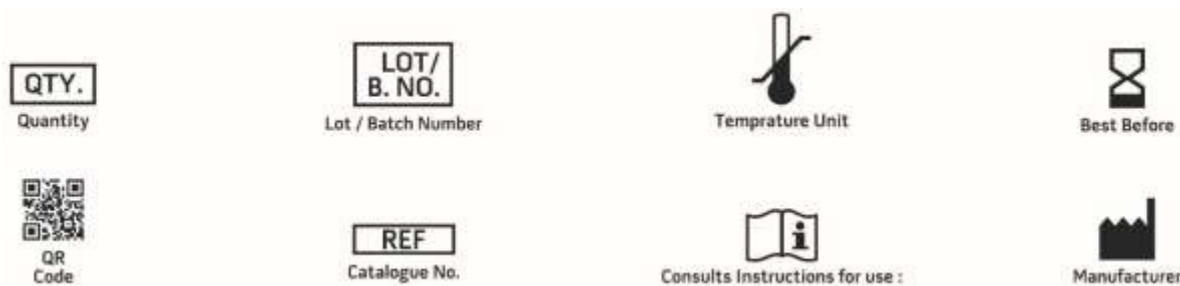 QTY.
Quantity
LOT/
B. NO.
Lot / Batch Number
Temprature Unit
Best Before
QR
Code
REF
Catalogue No.
i
Consults Instructions for use :
Manufacturer